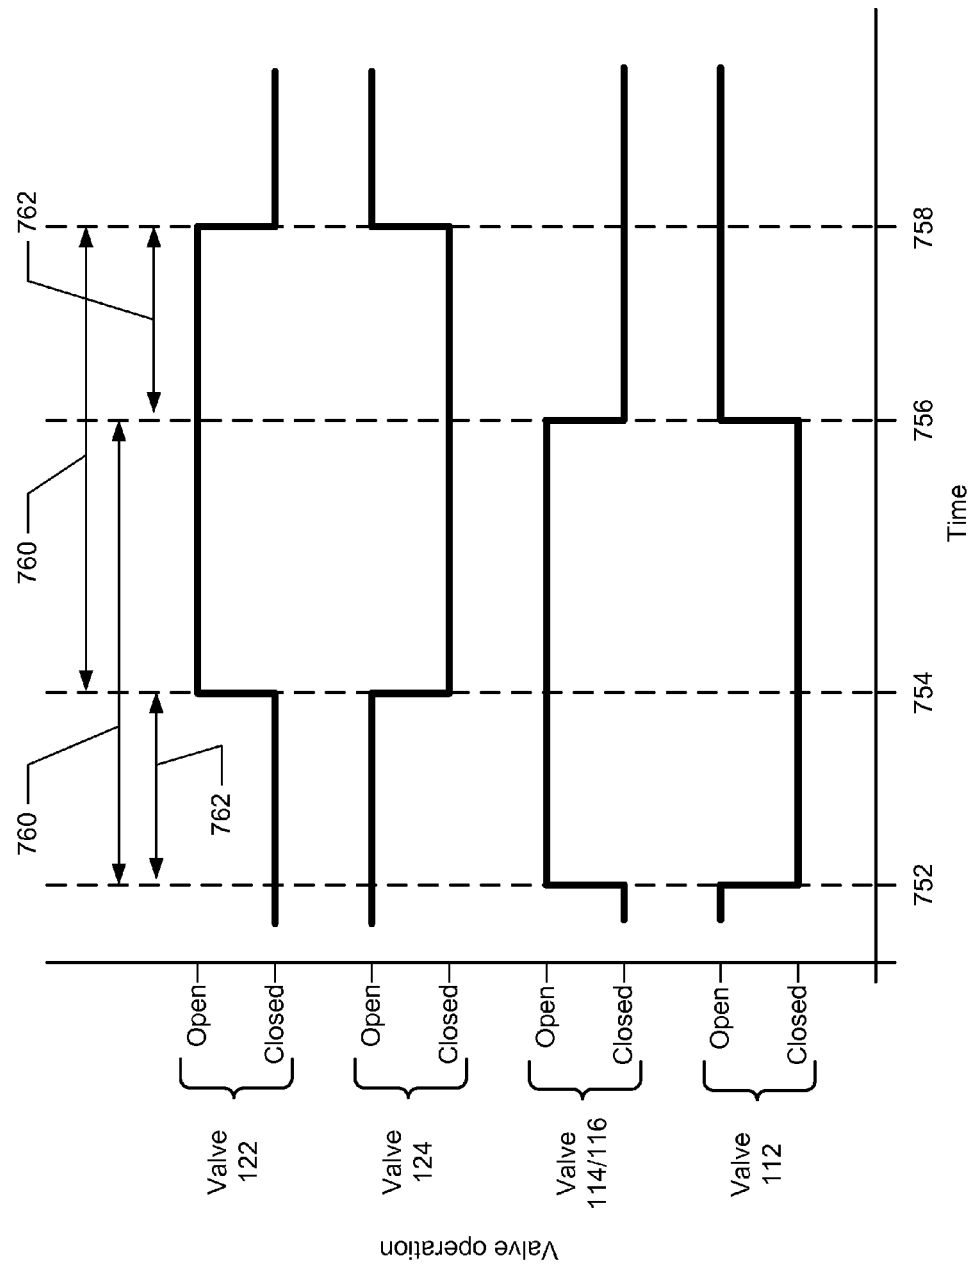 762
760
760
762
Open
Closed
Valve
122
Open
Closed
Valve
124
Open
Closed
Valve
114/116
Open
Closed
Valve
112
Valve operation
752
754
756
758
Time